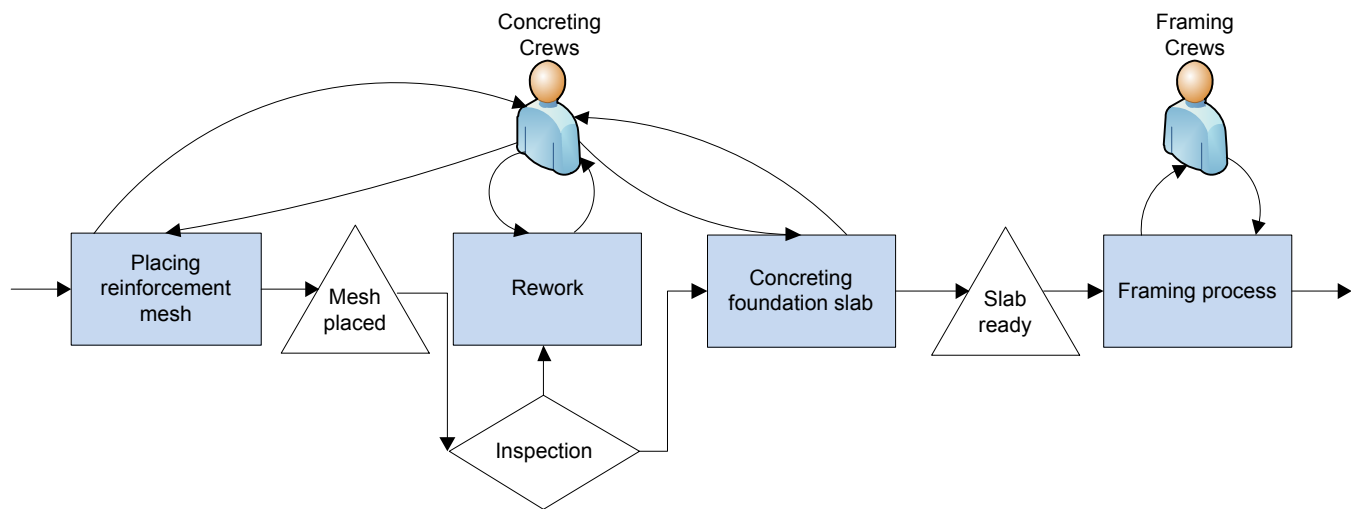 Concreting
Crews
Framing
Crews
Placing
reinforcement
mesh
Mesh
placed
Rework
Inspection
Concreting
foundation slab
Slab
ready
Framing process